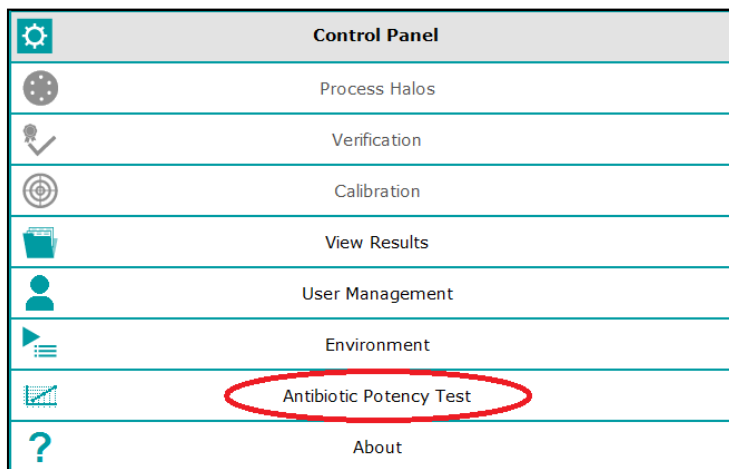 Control Panel
Process Halos
Verification
Calibration
View Results
User Management
Environment
Antibiotic Potency Test
? About